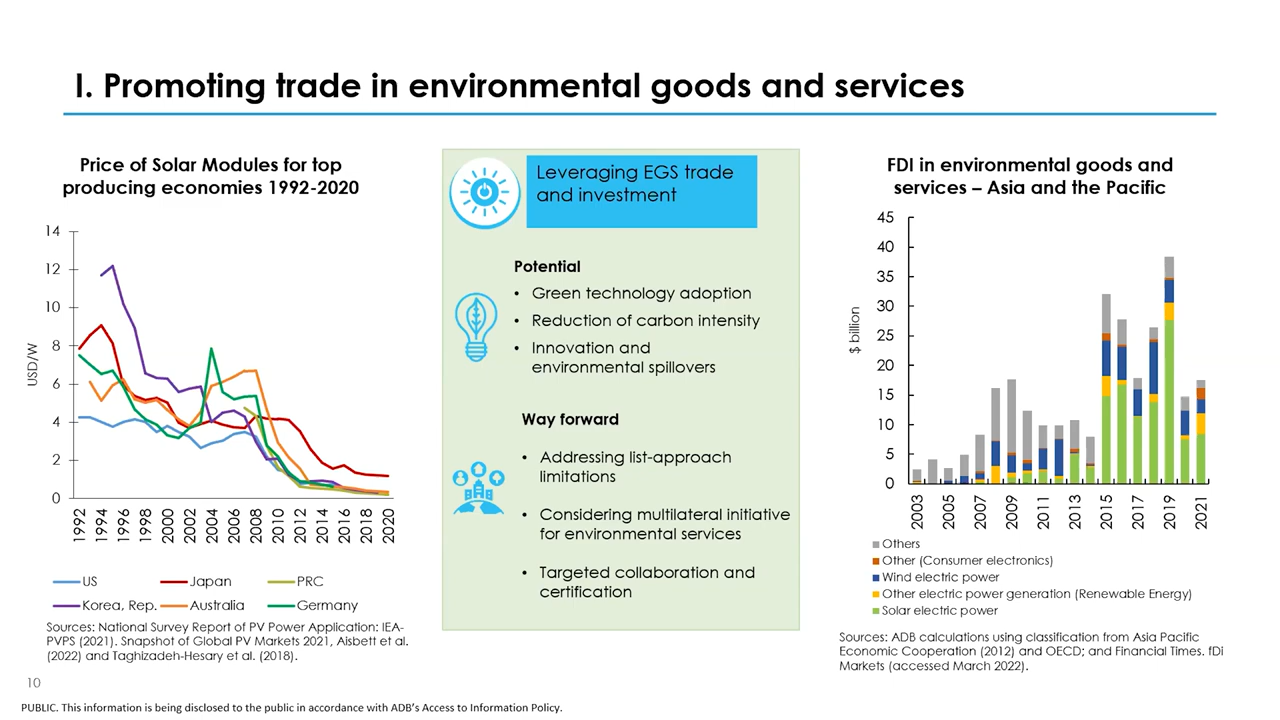 I. Promoting trade in environmental goods and services
Price of Solar Modules for top
producing economies 1992-2020
14
12
10
8
6
4
2
0
USD/W
1992
1994
1996
1998
2000
2002
2004
2006
2008
2010
2012
2014
2016
2018
2020
US
Japan
PRC
Korea, Rep.
Australia
Germany
Sources: National Survey Report of PV Power Application: IEA-
PVPS (2021). Snapshot of Global PV Markets 2021, Aisbett et al.
(2022) and Taghizadeh-Hesary et al. (2018).
Leveraging EGS trade
and investment
Potential
• Green technology adoption
• Reduction of carbon intensity
• Innovation and
environmental spillovers
Way forward
• Addressing list-approach
limitations
• Considering multilateral initiative
for environmental services
• Targeted collaboration and
certification
FDI in environmental goods and
services – Asia and the Pacific
45
40
35
30
25
20
15
10
5
0
$ billion
2003
2005
2007
2009
2011
2013
2015
2017
2019
2021
Others
Other (Consumer electronics)
Wind electric power
Other electric power generation (Renewable Energy)
Solar electric power
Sources: ADB calculations using classification from Asia Pacific
Economic Cooperation (2012) and OECD; and Financial Times. fDi
Markets (accessed March 2022).
10
PUBLIC. This information is being disclosed to the public in accordance with ADB's Access to Information Policy.